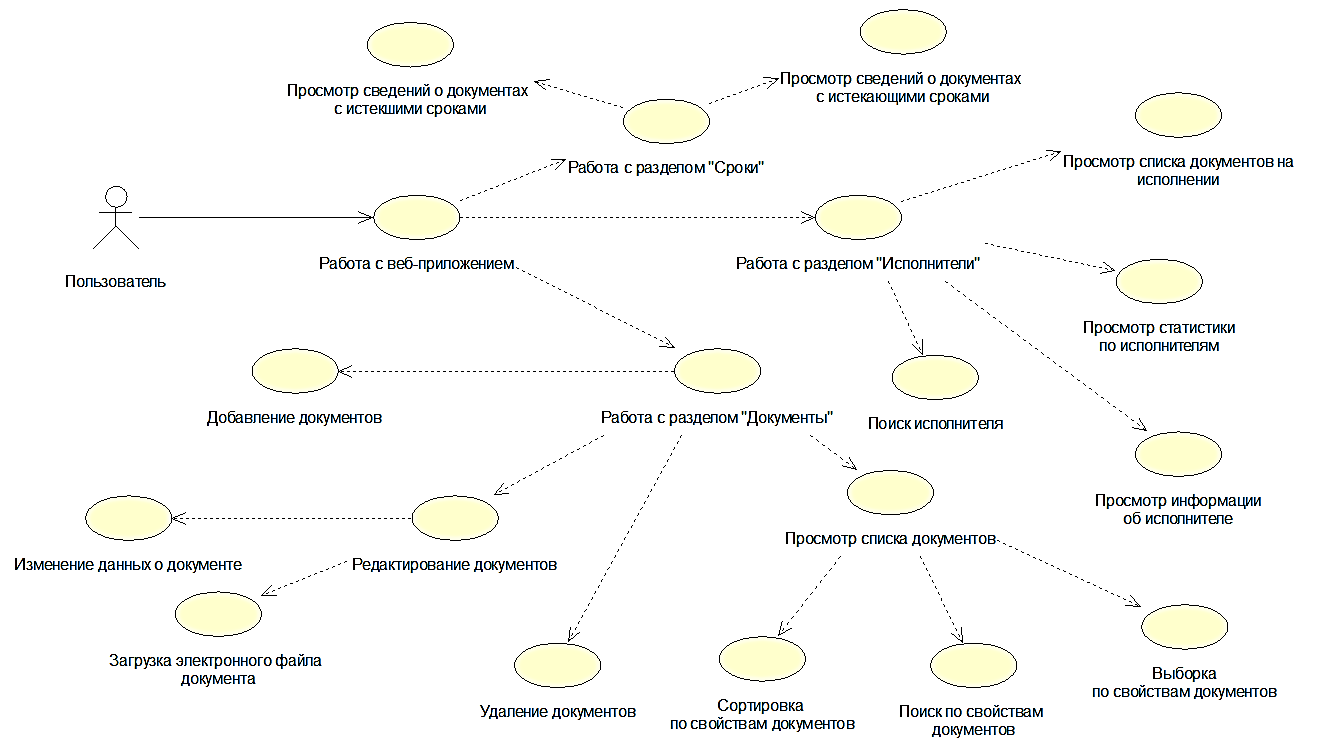 Просмотр сведений о документах
с истекшими сроками
Просмотр сведений о документах
с истекающими сроками
Работа с разделом "Сроки"
Просмотр списка документов на
исполнении
Пользователь
Работа с веб-приложением
Работа с разделом "Исполнители"
Просмотр статистики
по исполнителям
Добавление документов
Работа с разделом "Документы"
Поиск исполнителя
Просмотр информации
об исполнителе
Изменение данных о документе
Редактирование документов
Просмотр списка документов
Загрузка электронного файла
документа
Удаление документов
Сортировка
по свойствам документов
Поиск по свойствам
документов
Выборка
по свойствам документов